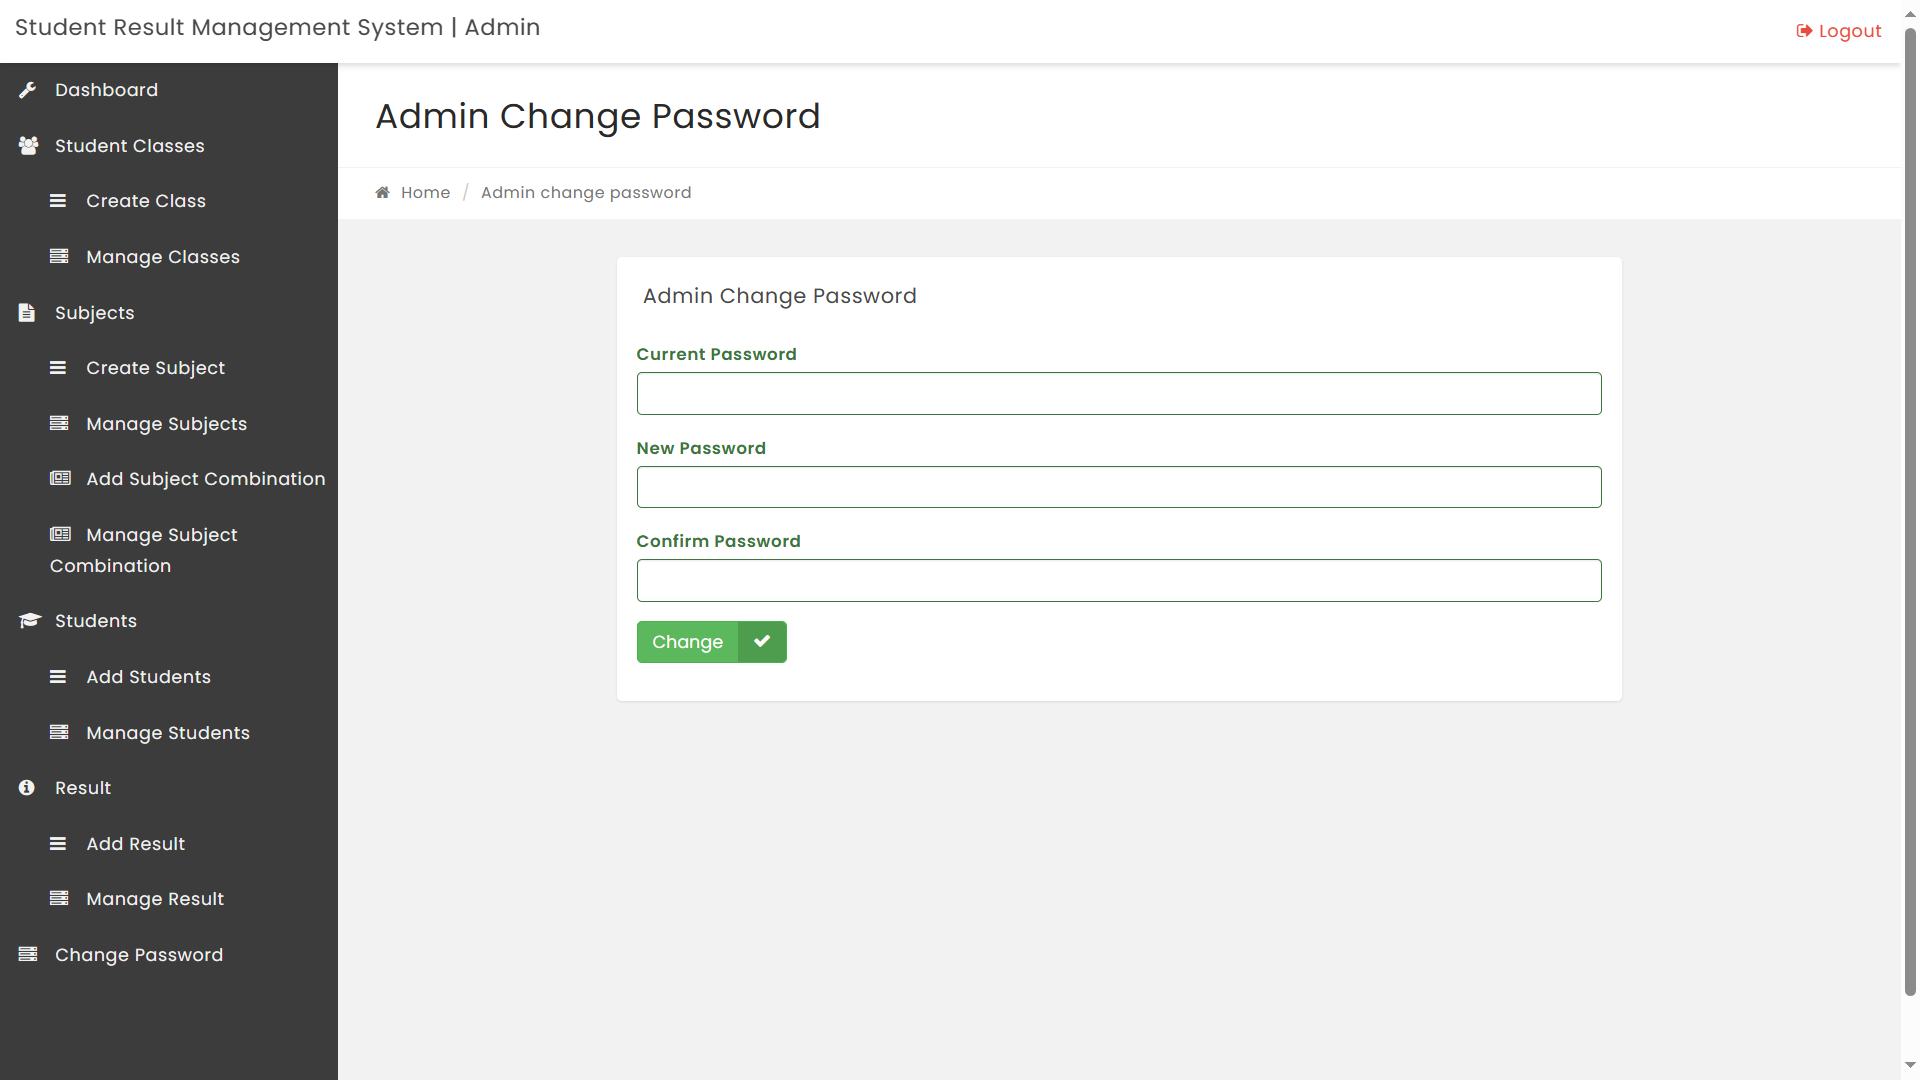 Student Result Management System | Admin
Logout
Dashboard
Student Classes
Create Class
Manage Classes
Subjects
Create Subject
Manage Subjects
Add Subject Combination
Manage Subject
Combination
Students
Add Students
Manage Students
Result
Add Result
Manage Result
Change Password
Admin Change Password
Home / Admin change password
Admin Change Password
Current Password
New Password
Confirm Password
Change